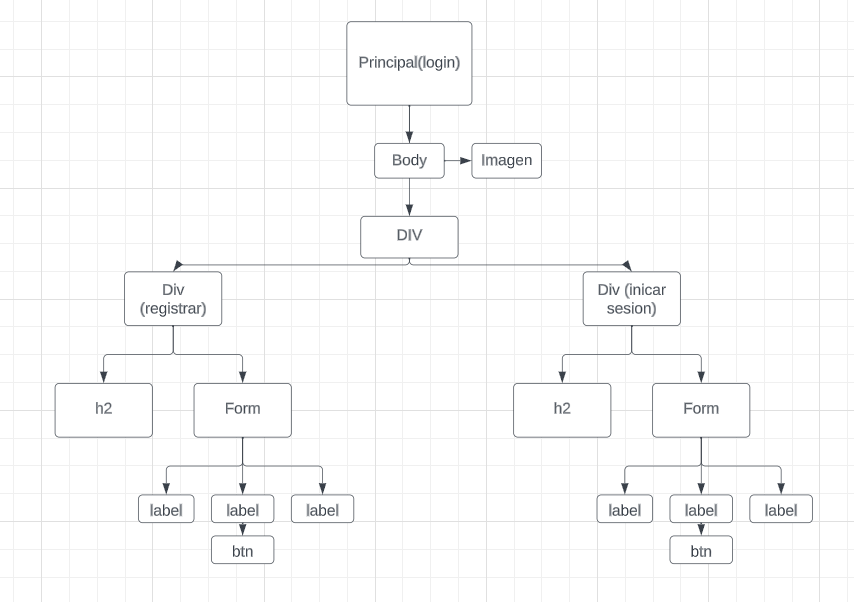 Principal(login)
Body
Imagen
DIV
Div
(registrar)
Div (inicar
sesion)
h2
Form
h2
Form
label
label
label
label
label
label
btn
btn